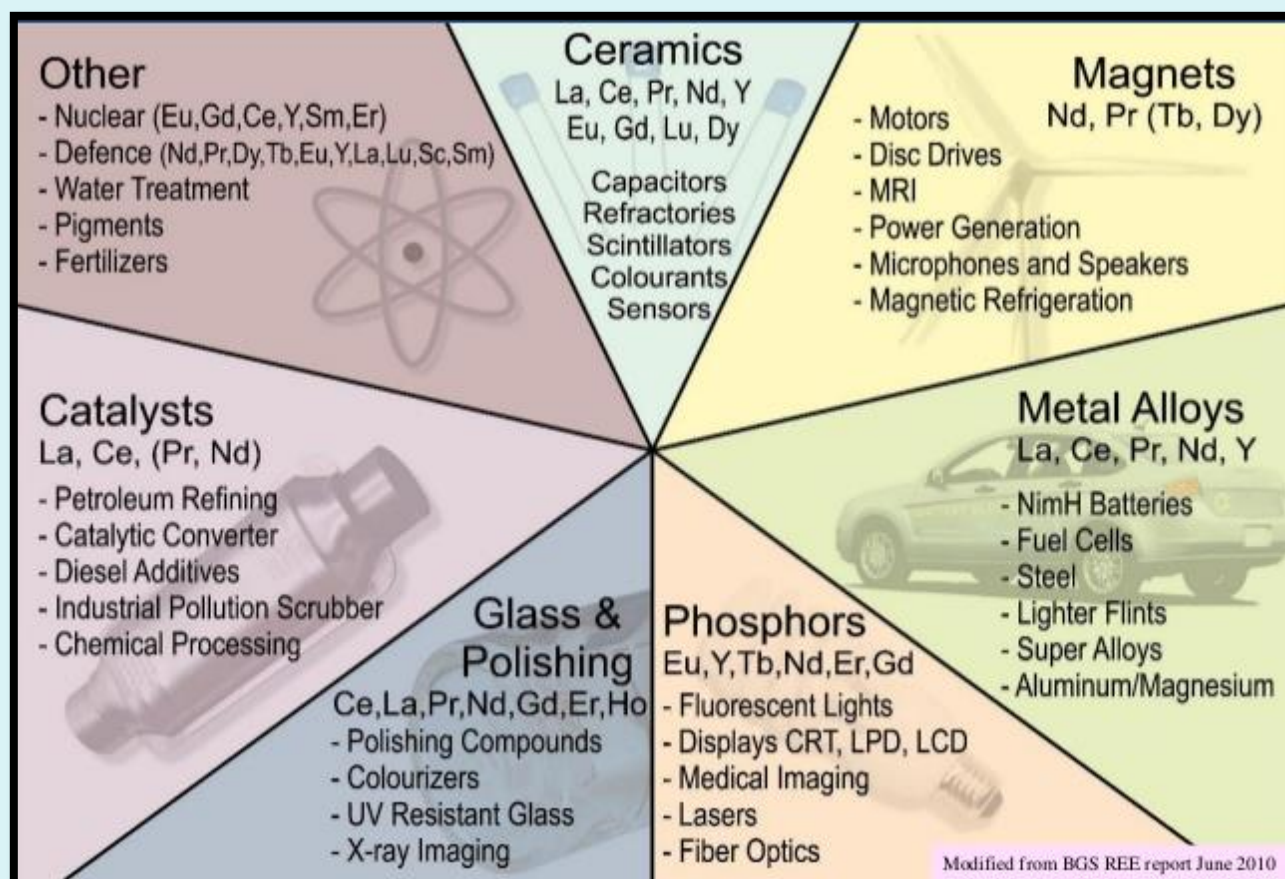 Other
- Nuclear (Eu,Gd,Ce,Y,Sm,Er)
- Defence (Nd,Pr,Dy,Tb,Eu,Y,La,Lu,Sc,Sm)
- Water Treatment
- Pigments
- Fertilizers
Ceramics
La, Ce, Pr, Nd, Y
Eu, Gd, Lu, Dy
Capacitors
Refractories
Scintillators
Colourants
Sensors
Magnets
Nd, Pr (Tb, Dy)
- Motors
- Disc Drives
- MRI
- Power Generation
- Microphones and Speakers
- Magnetic Refrigeration
Catalysts
La, Ce, (Pr, Nd)
- Petroleum Refining
- Catalytic Converter
- Diesel Additives
- Industrial Pollution Scrubber
- Chemical Processing
Glass &
Polishing
Ce,La,Pr,Nd,Gd,Er,Ho
- Polishing Compounds
- Colourizers
- UV Resistant Glass
- X-ray Imaging
Phosphors
Eu,Y,Tb,Nd,Er,Gd
- Fluorescent Lights
- Displays CRT, LPD, LCD
- Medical Imaging
- Lasers
- Fiber Optics
Metal Alloys
La, Ce, Pr, Nd, Y
- NimH Batteries
- Fuel Cells
- Steel
- Lighter Flints
- Super Alloys
- Aluminum/Magnesium
Modified from BGS REE report June 2010